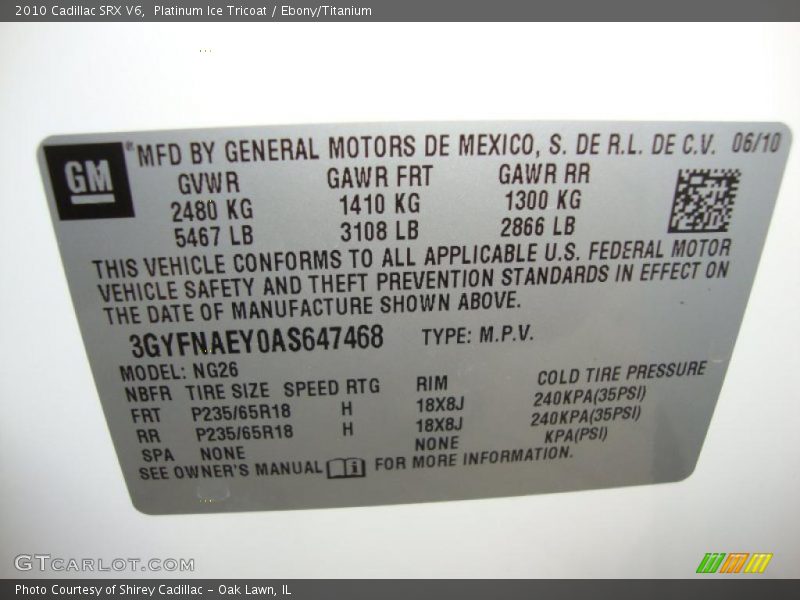 2010 Cadillac SRX V6, Platinum Ice Tricoat / Ebony/Titanium
GM ® MFD BY GENERAL MOTORS DE MEXICO, S. DE R.L. DE C.V. 06/10
GVWR GAWR FRT GAWR RR
2480 KG 1410 KG 1300 KG
5467 LB 3108 LB 2866 LB
THIS VEHICLE CONFORMS TO ALL APPLICABLE U.S. FEDERAL MOTOR
VEHICLE SAFETY AND THEFT PREVENTION STANDARDS IN EFFECT ON
THE DATE OF MANUFACTURE SHOWN ABOVE.
3GYFNAEY0AS647468 TYPE: M.P.V.
MODEL: NG26
NBFR TIRE SIZE SPEED RTG RIM COLD TIRE PRESSURE
FRT P235/65R18 H 18X8J 240KPA(35PSI)
RR P235/65R18 H 18X8J 240KPA(35PSI)
SPA NONE NONE KPA(PSI)
SEE OWNER'S MANUAL i FOR MORE INFORMATION.
GTCARLOT.COM
Photo Courtesy of Shirey Cadillac - Oak Lawn, IL